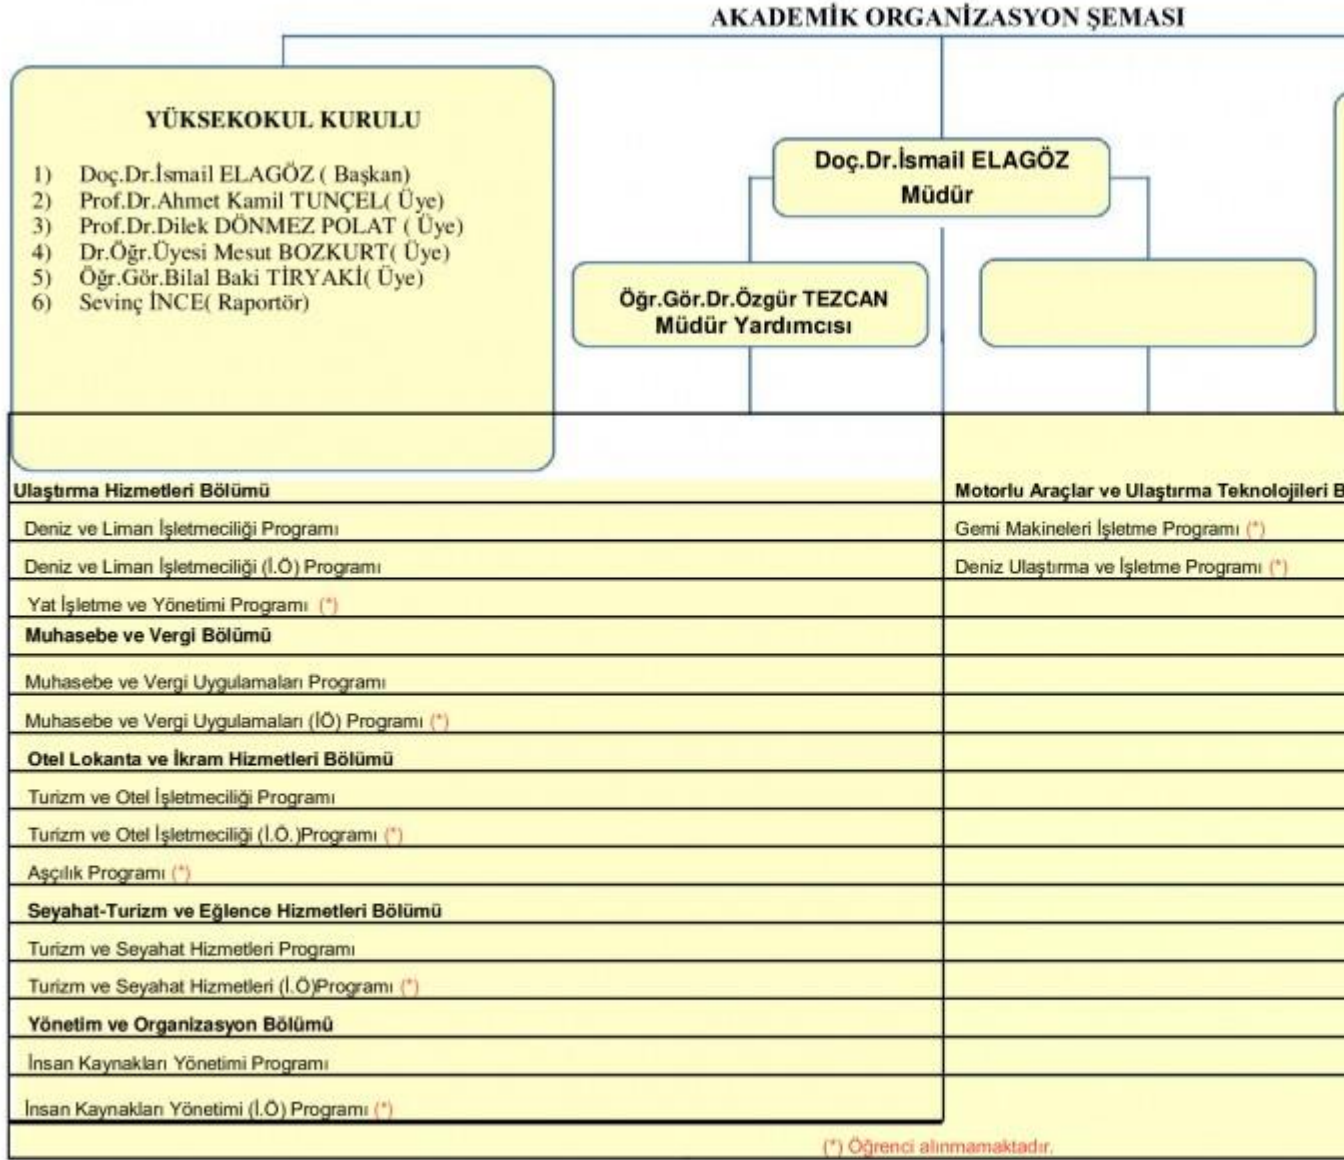 AKADEMİK ORGANİZASYON ŞEMASI
YÜKSEKOKUL KURULU
1) Doç.Dr.İsmail ELAGÖZ ( Başkan)
2) Prof.Dr.Ahmet Kamil TUNÇEL( Üye)
3) Prof.Dr.Dilek DÖNMEZ POLAT ( Üye)
4) Dr.Öğr.Üyesi Mesut BOZKURT( Üye)
5) Öğr.Gör.Bilal Baki TİRYAKİ( Üye)
6) Sevinç İNCE( Raportör)
Doç.Dr.İsmail ELAGÖZ
Müdür
Öğr.Gör.Dr.Özgür TEZCAN
Müdür Yardımcısı
Ulaştırma Hizmetleri Bölümü
Deniz ve Liman İşletmeciliği Programı
Deniz ve Liman İşletmeciliği (İ.Ö) Programı
Yat İşletme ve Yönetimi Programı (*)
Muhasebe ve Vergi Bölümü
Muhasebe ve Vergi Uygulamaları Programı
Muhasebe ve Vergi Uygulamaları (İÖ) Programı (*)
Otel Lokanta ve İkram Hizmetleri Bölümü
Turizm ve Otel İşletmeciliği Programı
Turizm ve Otel İşletmeciliği (İ.Ö.)Programı (*)
Aşçılık Programı (*)
Seyahat-Turizm ve Eğlence Hizmetleri Bölümü
Turizm ve Seyahat Hizmetleri Programı
Turizm ve Seyahat Hizmetleri (İ.Ö)Programı (*)
Yönetim ve Organizasyon Bölümü
İnsan Kaynakları Yönetimi Programı
İnsan Kaynakları Yönetimi (İ.Ö) Programı (*)
Motorlu Araçlar ve Ulaştırma Teknolojileri B
Gemi Makineleri İşletme Programı (*)
Deniz Ulaştırma ve İşletme Programı (*)
(*) Öğrenci alınmamaktadır.